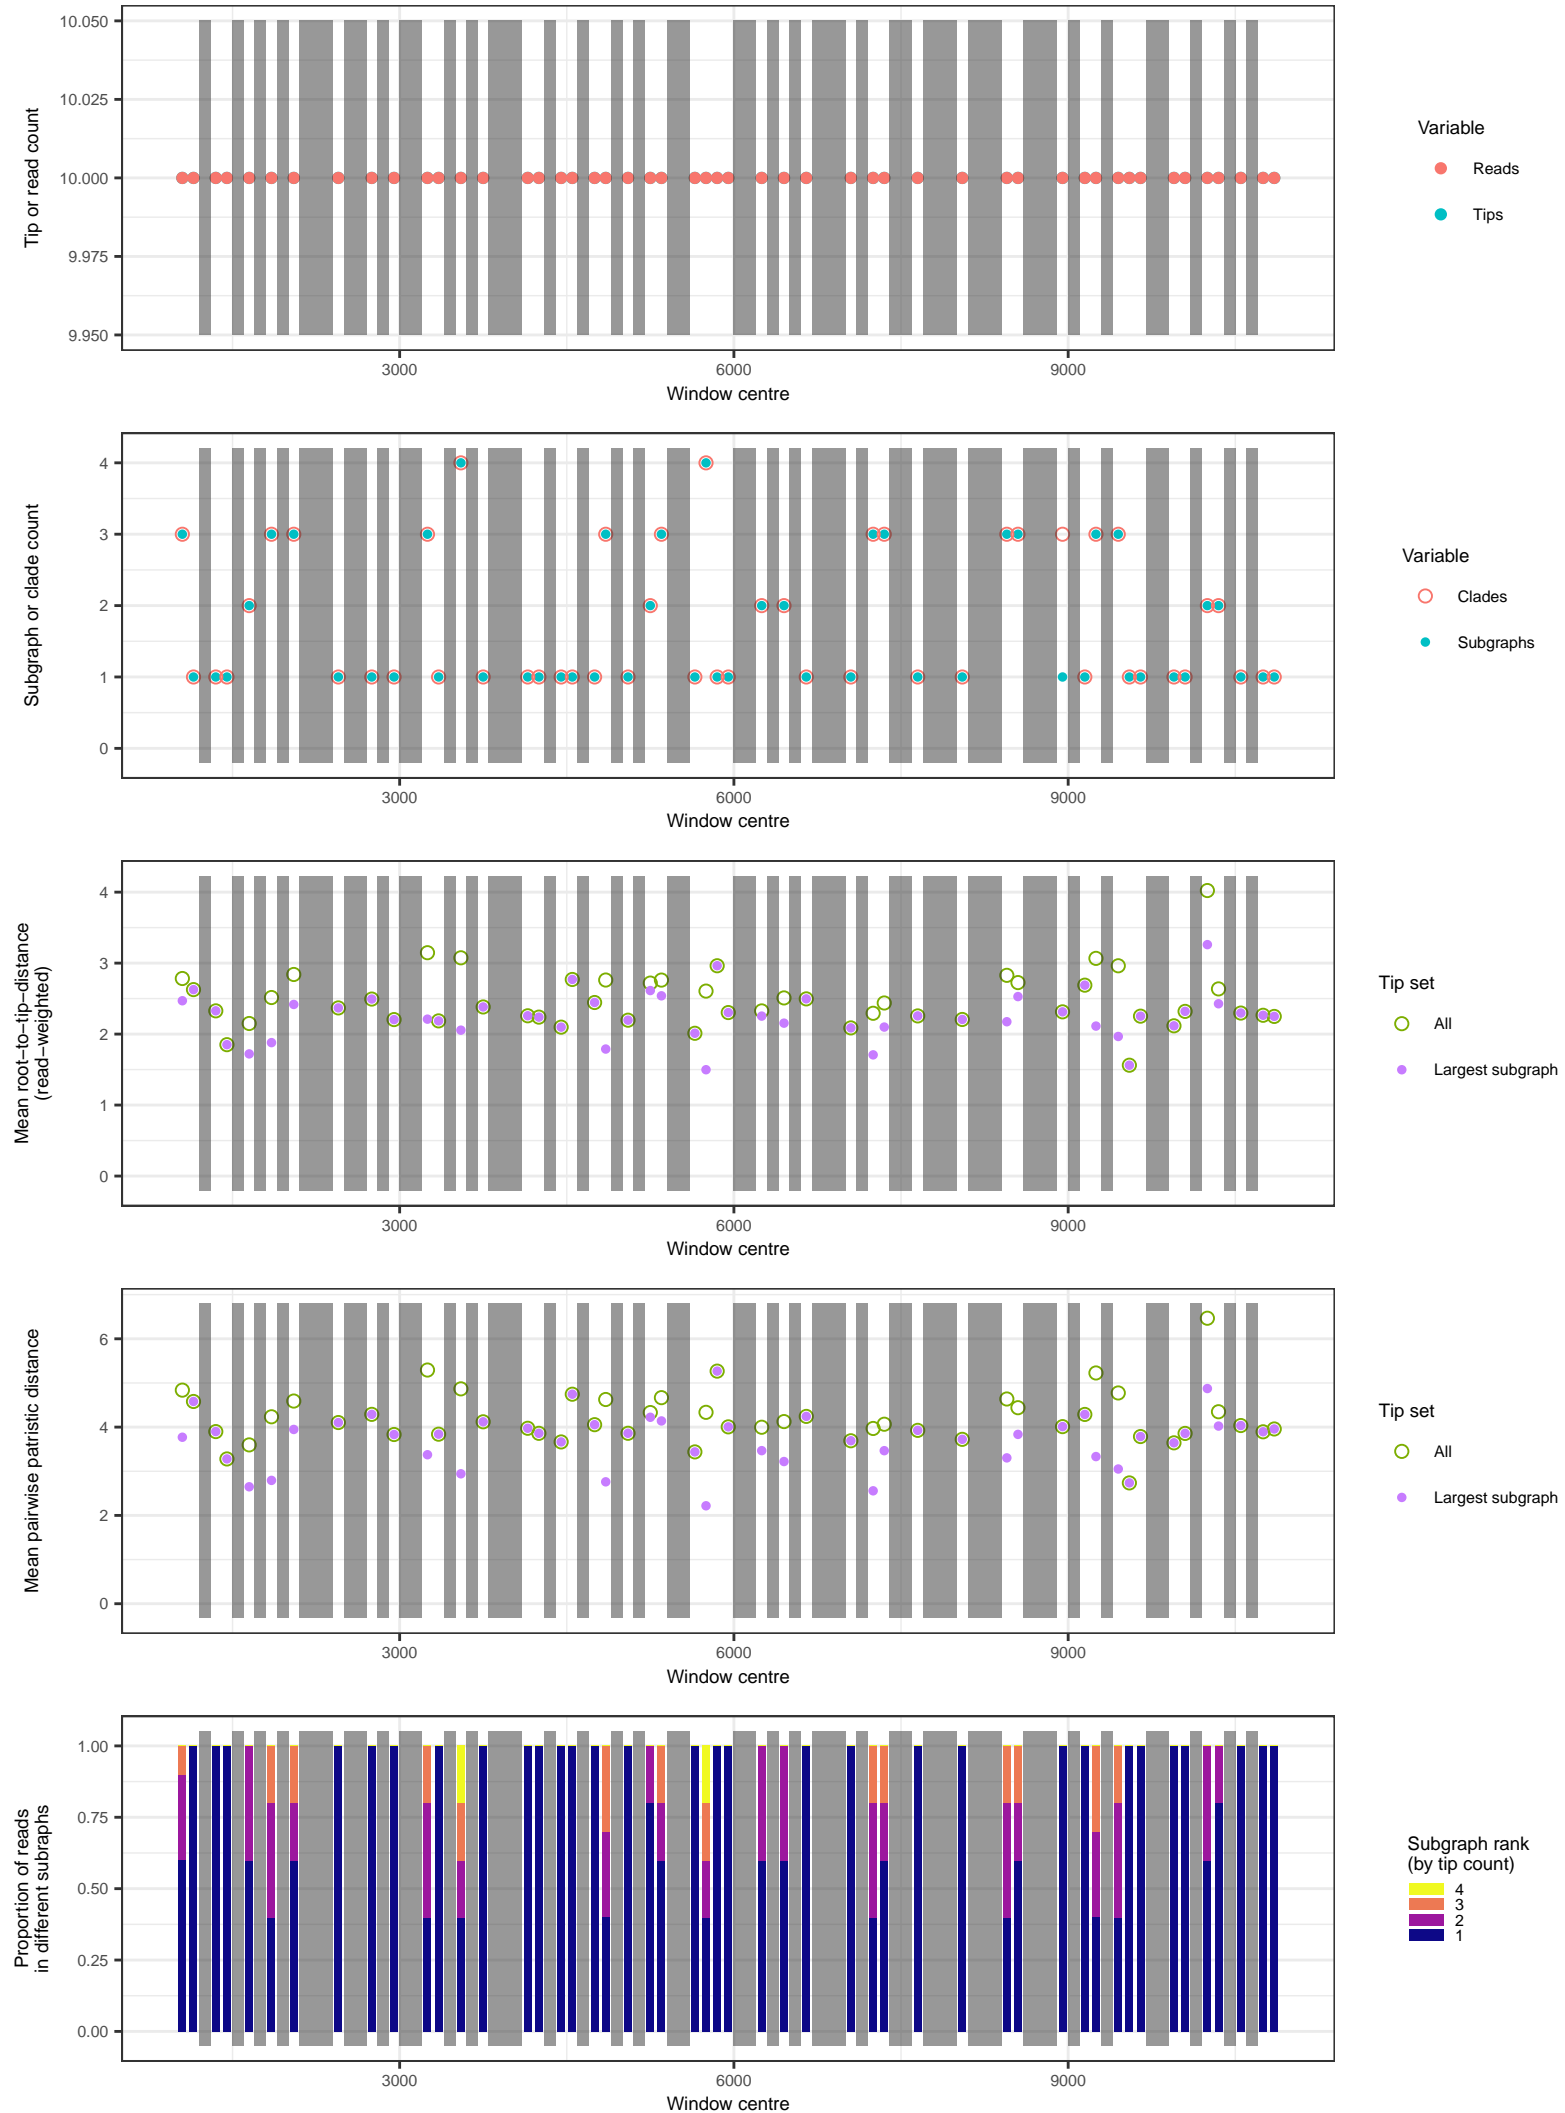 10.050
10.025
10.000
9.975
9.950
Tip or read count
3000
6000
9000
Window centre
Variable
Reads
Tips
4
3
2
1
0
Subgraph or clade count
3000
6000
9000
Window centre
Variable
Clades
Subgraphs
4
3
2
1
0
Mean root−to−tip−distance
(read−weighted)
3000
6000
9000
Window centre
Tip set
All
Largest subgraph
6
4
2
0
Mean pairwise patristic distance
3000
6000
9000
Window centre
Tip set
All
Largest subgraph
1.00
0.75
0.50
0.25
0.00
Proportion of reads
in different subraphs
3000
6000
9000
Window centre
Subgraph rank
(by tip count)
4
3
2
1